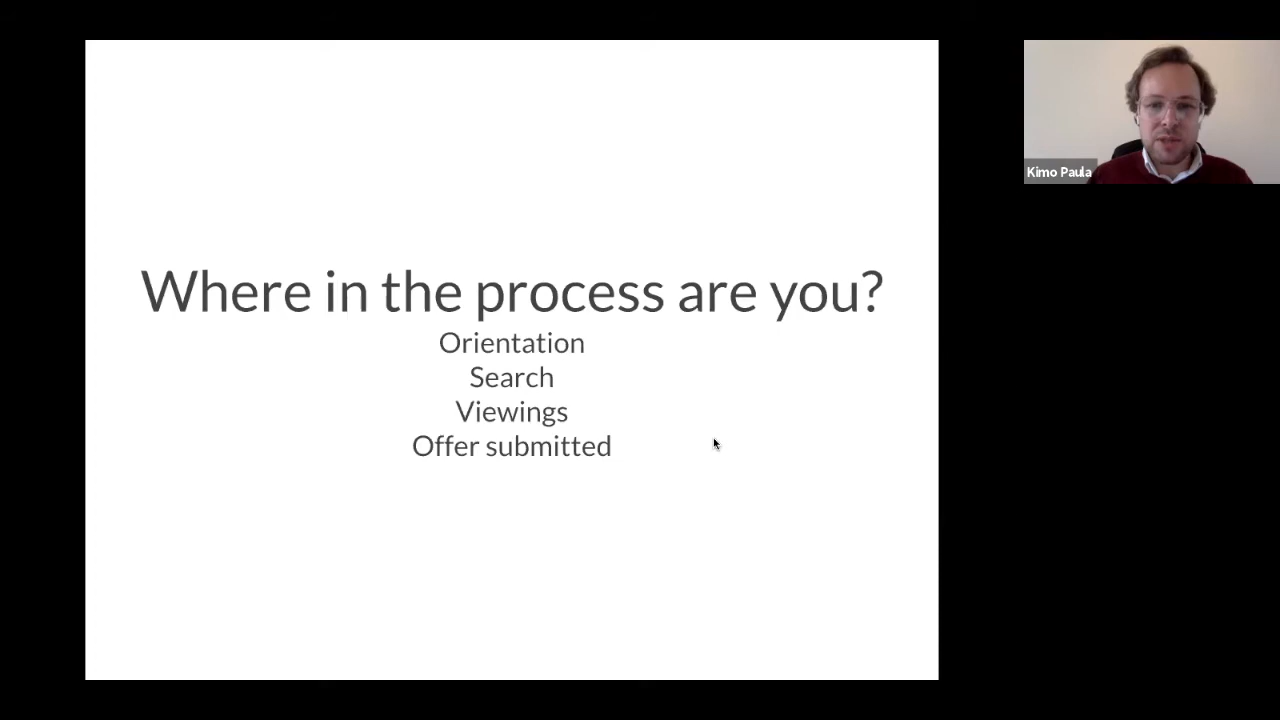 Where in the process are you?
Orientation
Search
Viewings
Offer submitted
Kimo Paula